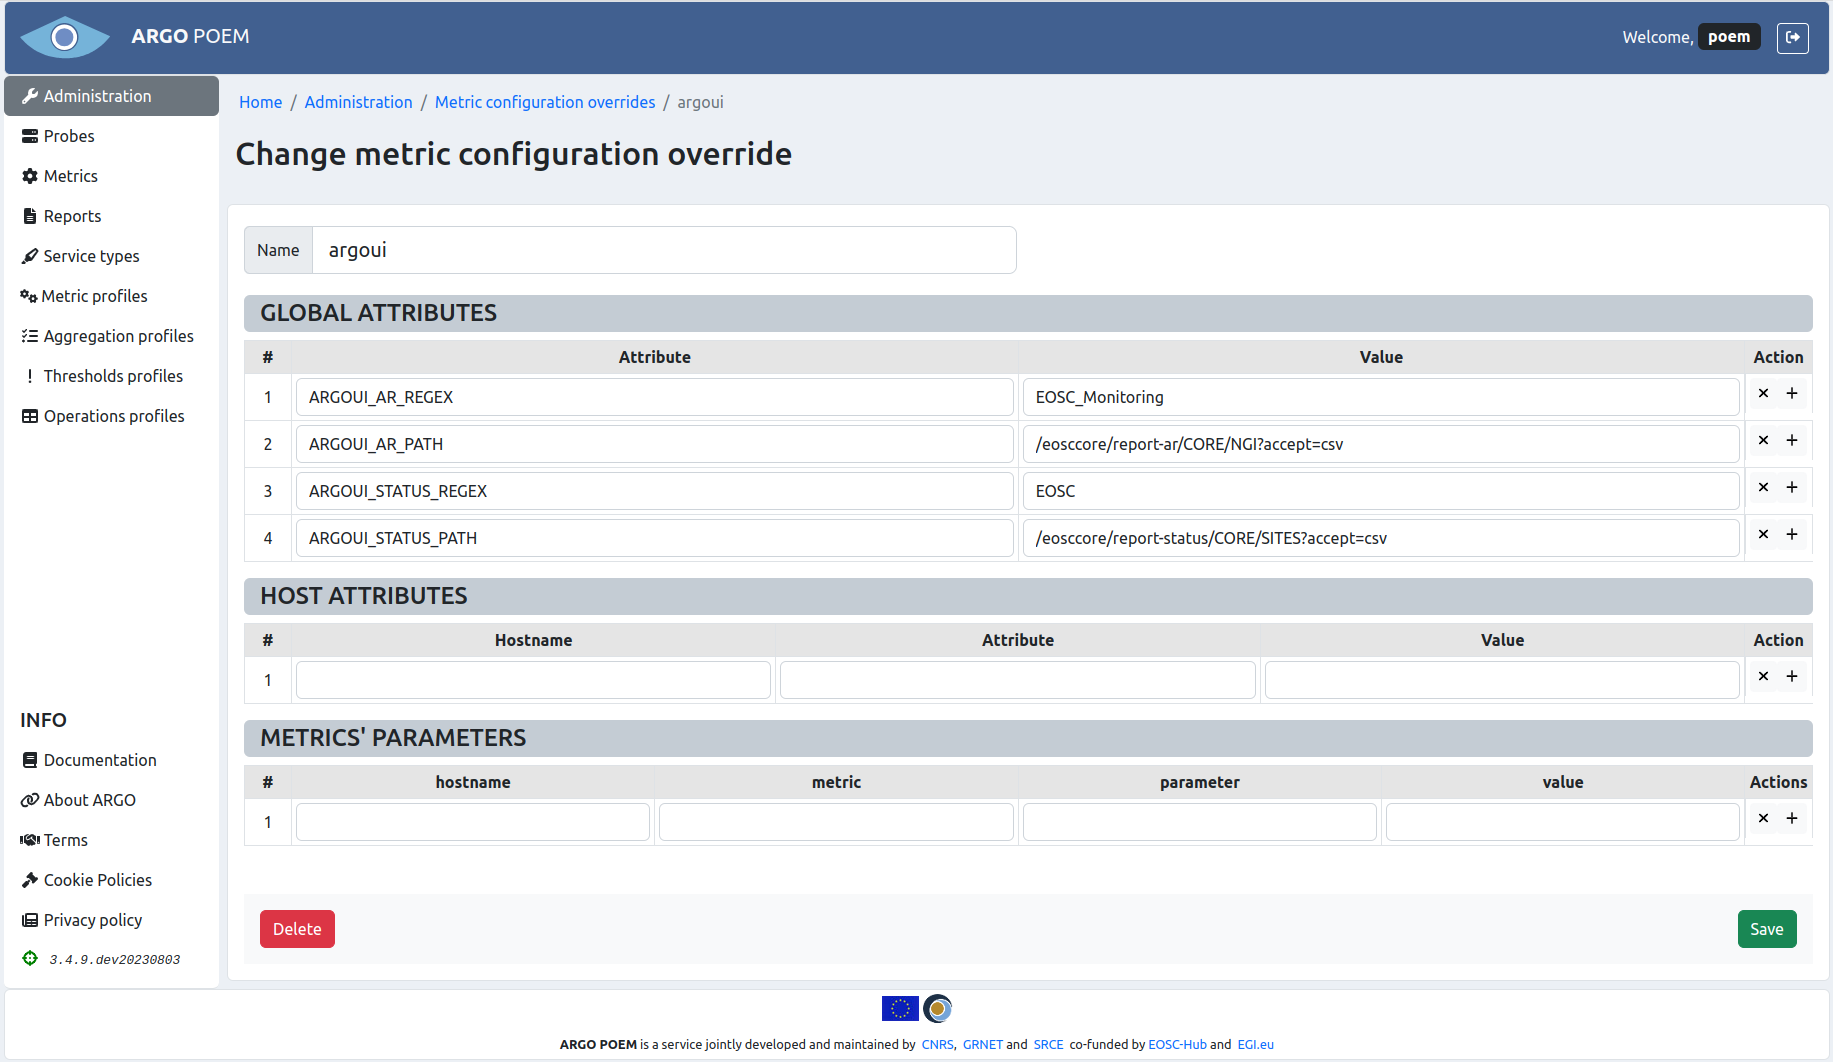 ARGO POEM
Welcome, poem
Administration
Probes
Metrics
Reports
Service types
Metric profiles
Aggregation profiles
Thresholds profiles
Operations profiles
INFO
Documentation
About ARGO
Terms
Cookie Policies
Privacy policy
3.4.9.dev20230803
Home / Administration / Metric configuration overrides / argoui
Change metric configuration override
Name argoui
GLOBAL ATTRIBUTES
# Attribute Value Action
1 ARGOUI_AR_REGEX EOSC_Monitoring
2 ARGOUI_AR_PATH /eosccore/report-ar/CORE/NGI?accept=csv
3 ARGOUI_STATUS_REGEX EOSC
4 ARGOUI_STATUS_PATH /eosccore/report-status/CORE/SITES?accept=csv
HOST ATTRIBUTES
# Hostname Attribute Value Action
1
METRICS' PARAMETERS
# hostname metric parameter value Actions
1
Delete Save
ARGO POEM is a service jointly developed and maintained by CNRS, GRNET and SRCE co-funded by EOSC-Hub and EGI.eu